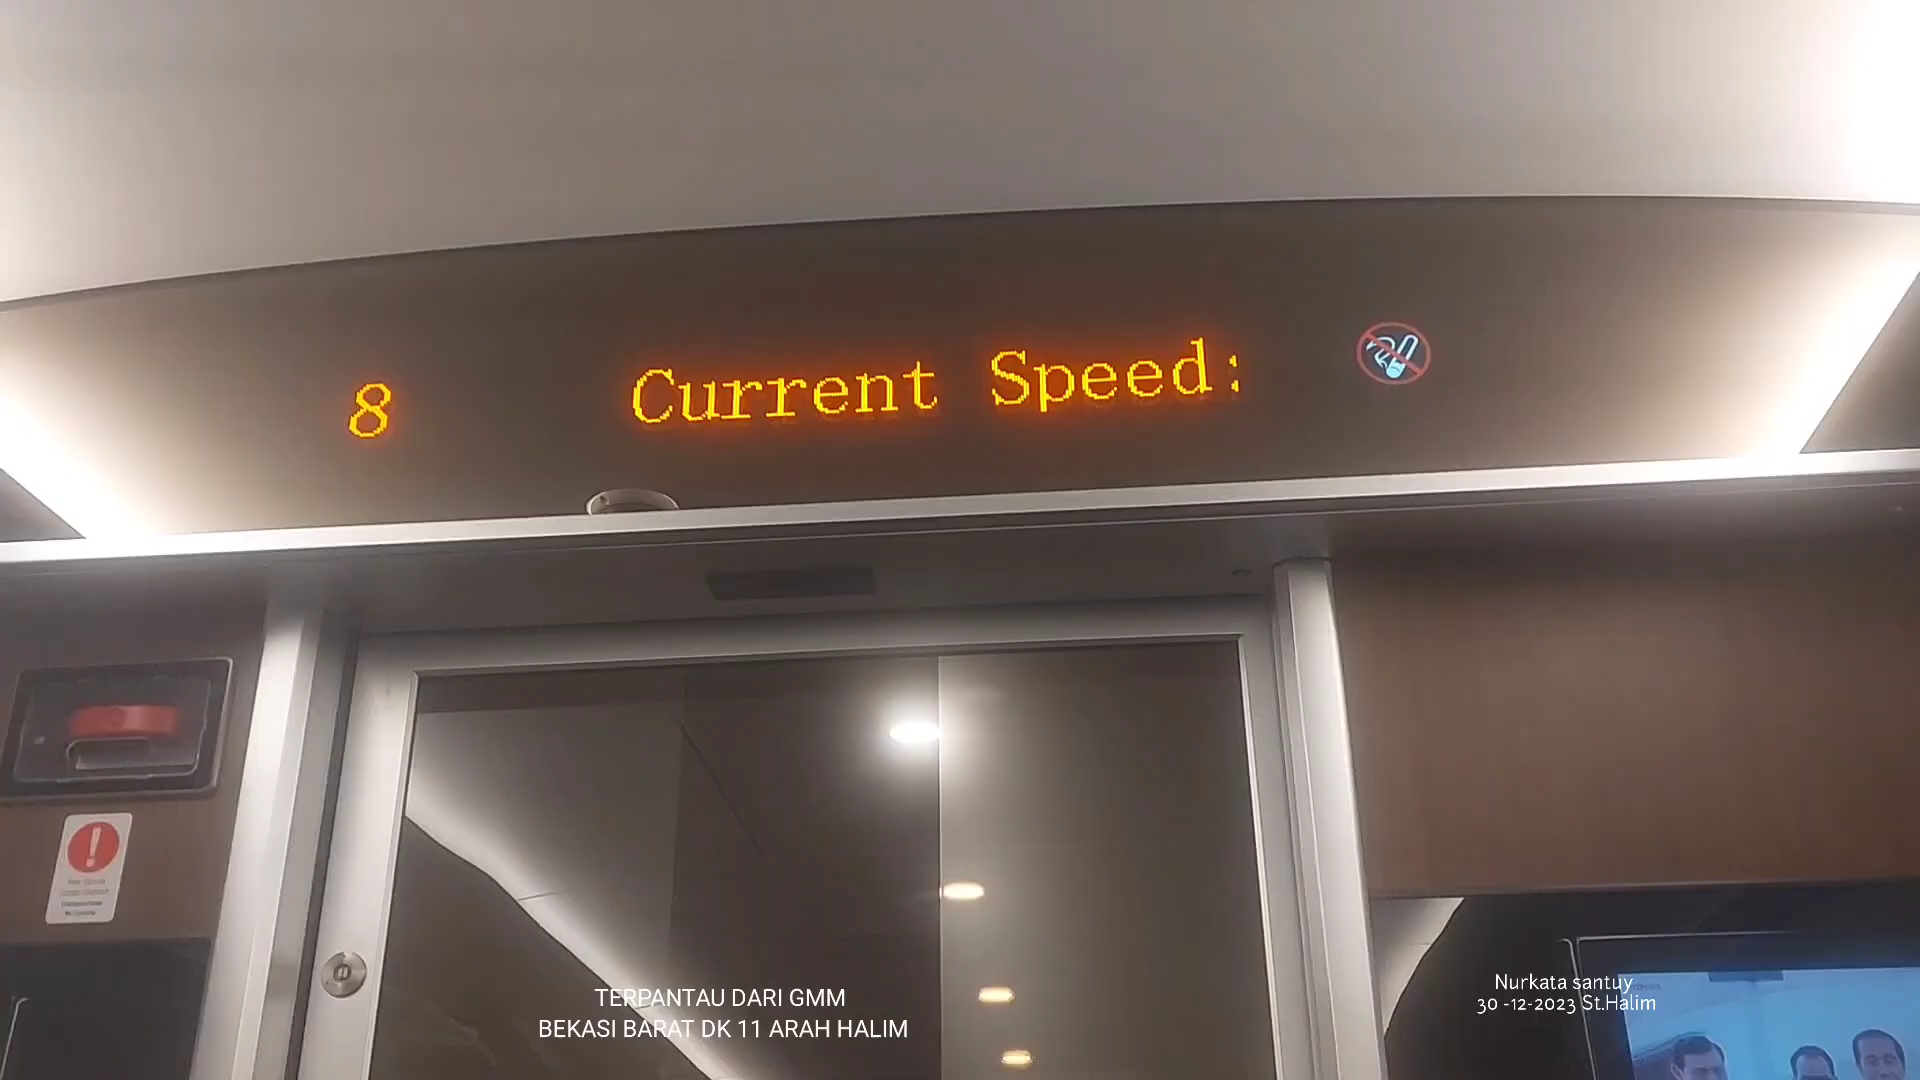 8 Current Speed:
TERPANTAU DARI GMM
BEKASI BARAT DK 11 ARAH HALIM
Nurkata santuy
30 -12-2023 St.Halim